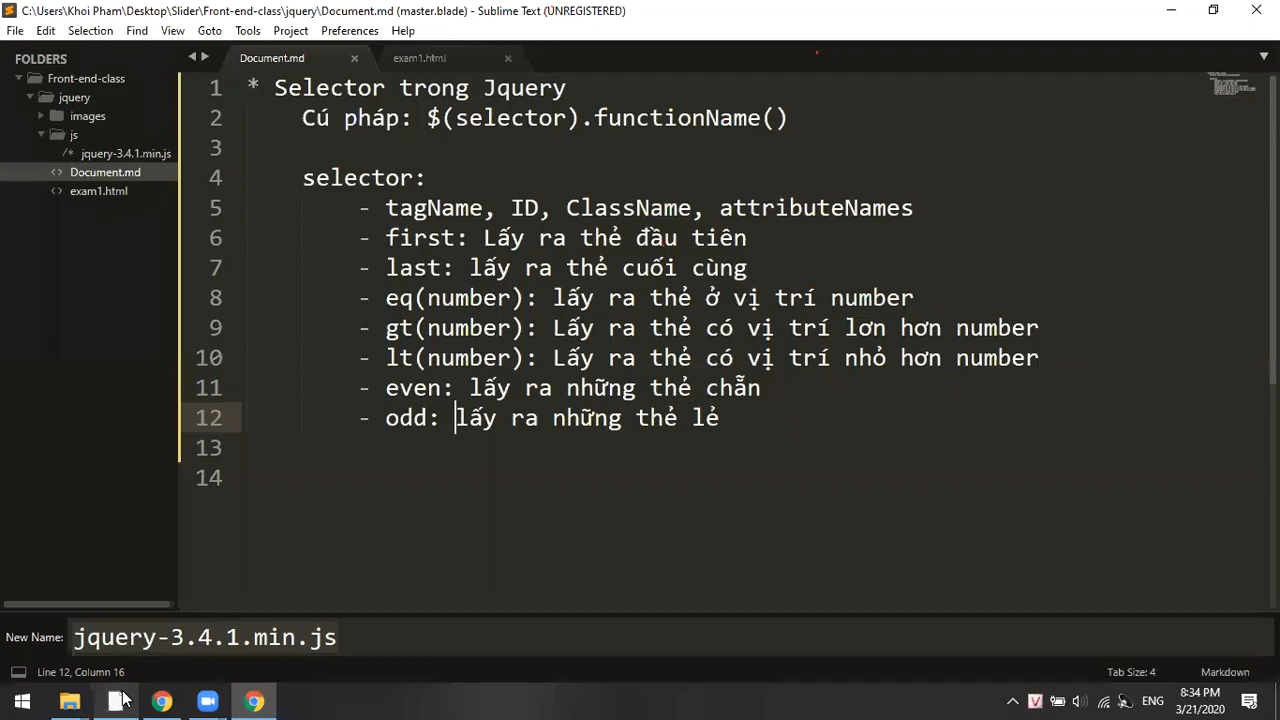 C:\Users\Khoi Pham\Desktop\Slider\Front-end-class\jquery\Document.md (master.blade) - Sublime Text (UNREGISTERED)
File Edit Selection Find View Goto Tools Project Preferences Help
FOLDERS
Front-end-class
jquery
images
js
jquery-3.4.1.min.js
Document.md
exam1.html
Document.md
exam1.html
1 * Selector trong Jquery
2 Cú pháp: $(selector).functionName()
3
4 selector:
5 - tagName, ID, ClassName, attributeNames
6 - first: Lấy ra thẻ đầu tiên
7 - last: lấy ra thẻ cuối cùng
8 - eq(number): lấy ra thẻ ở vị trí number
9 - gt(number): Lấy ra thẻ có vị trí lơn hơn number
10 - lt(number): Lấy ra thẻ có vị trí nhỏ hơn number
11 - even: lấy ra những thẻ chẵn
12 - odd: lấy ra những thẻ lẻ
13
14
New Name: jquery-3.4.1.min.js
Line 12, Column 16
Tab Size: 4 Markdown
V ENG
8:34 PM
3/21/2020